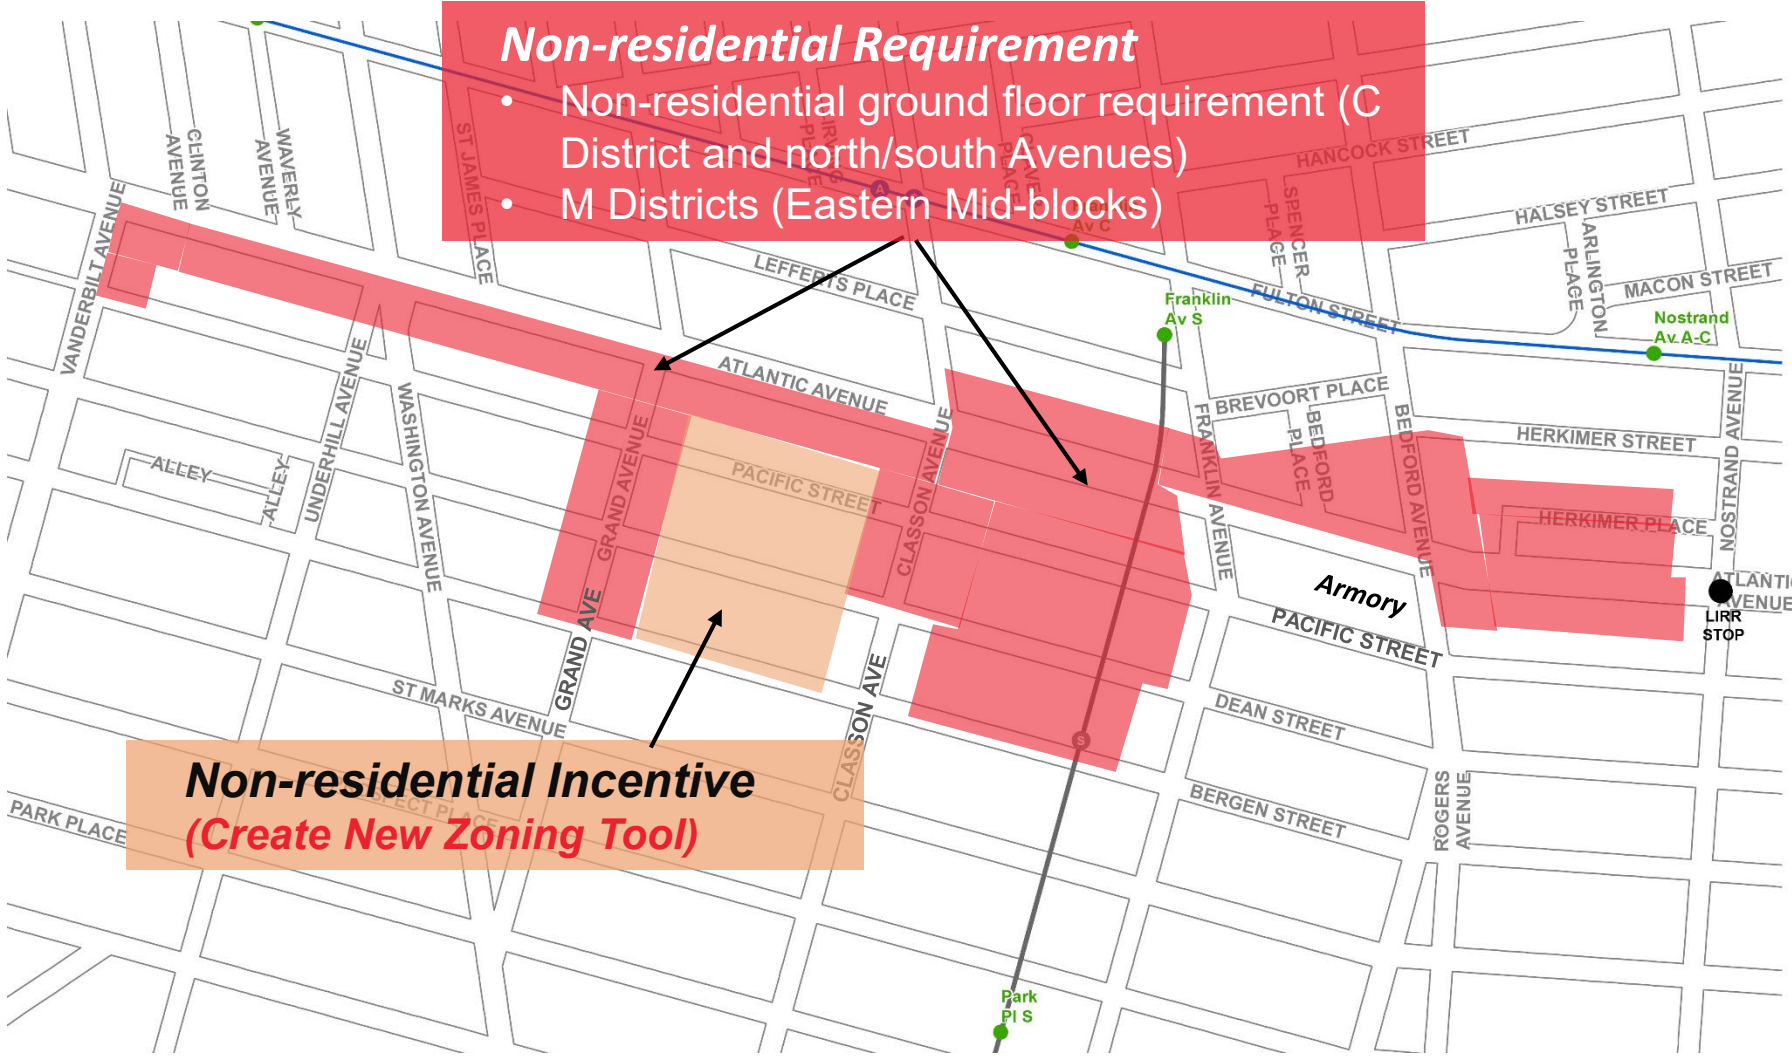 Non-residential Requirement
• Non-residential ground floor requirement (C
District and north/south Avenues)
• M Districts (Eastern Mid-blocks)
CLINTON
AVENUE
WAVERLY
AVENUE
ST JAMES PLACE
PLACE
PLACE
A
Av C
HANCOCK STREET
SPENCER
PLACE
HALSEY STREET
ARLINGTON
PLACE
MACON STREET
VANDERBILT AVENUE
LEFFERTS PLACE
FULTON STREET
Franklin
Av S
Nostrand
Av A-C
ATLANTIC AVENUE
BREVOORT PLACE
BEDFORD
PLACE
HERKIMER STREET
NOSTRAND AVENUE
UNDERHILL AVENUE
WASHINGTON AVENUE
GRAND AVENUE
CLASSON AVENUE
FRANKLIN AVENUE
BEDFORD AVENUE
ALLEY
ALLEY
PACIFIC STREET
HERKIMER PLACE
ATLANTIC
AVENUE
LIRR
STOP
Armory
PACIFIC STREET
GRAND AVE
CLASSON AVE
ST MARKS AVENUE
DEAN STREET
S
BERGEN STREET
ROGERS
AVENUE
Non-residential Incentive
(Create New Zoning Tool)
PARK PLACE
Park
Pl S